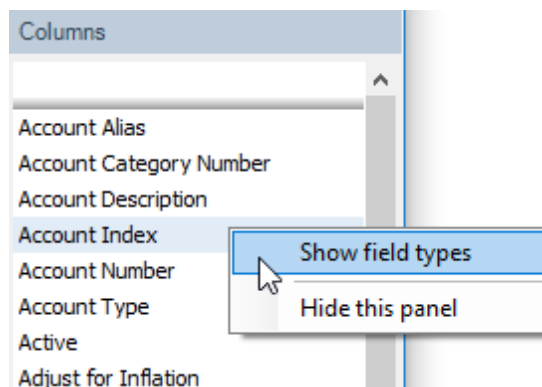 Columns
Account Alias
Account Category Number
Account Description
Account Index
Show field types
Account Number
Hide this panel
Account Type
Active
Adjust for Inflation